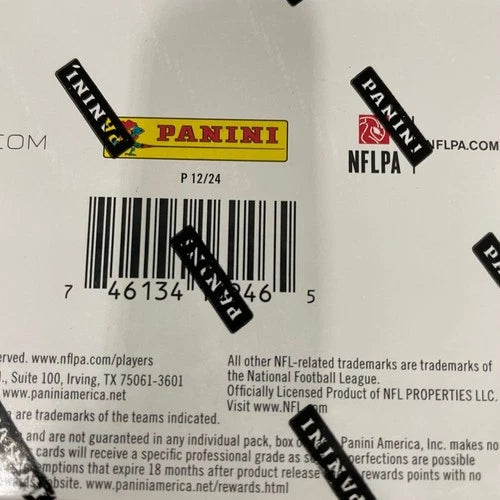 PANINI
PANINI
COM
PANINI
NFLPA
NFLPA.COM
P 12/24
PANINI
7 46134 46 5
erved. www.nflpa.com/players
Suite 100, Irving, TX 75061-3601
www.paniniamerica.net
are trademarks of the teams indicated.
All other NFL-related trademarks are trademarks of
the National Football League.
Officially Licensed Product of NFL PROPERTIES LLC.
Visit www.NFL
and are not guaranteed in any individual pack, box Panini America, Inc. makes no
cards will receive a specific professional grade as perfections are possible
emptions that expire 18 months after product release rewards points with no
website. www.paniniamerica.net/rewards.html
PANINI